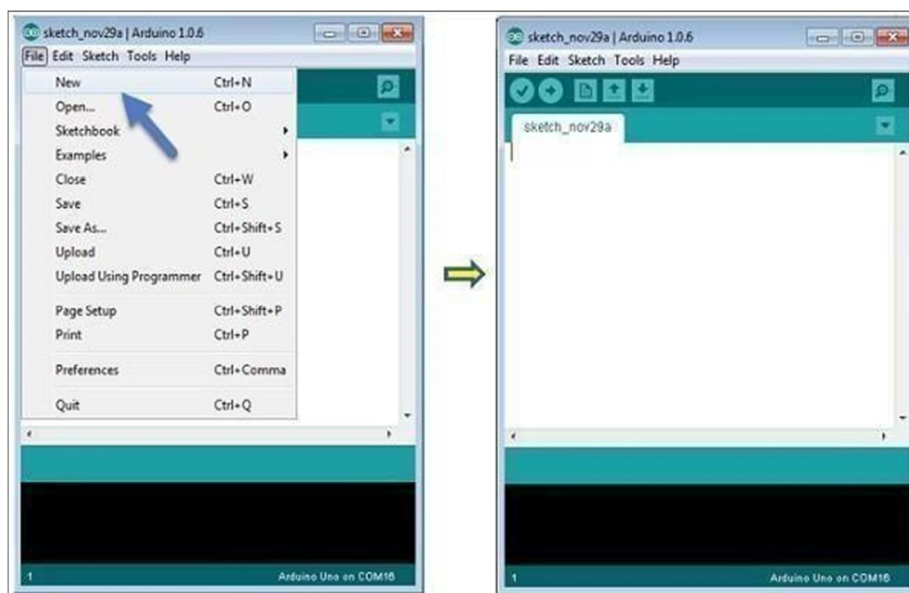 sketch_nov29a | Arduino 1.0.6
File Edit Sketch Tools Help
New Ctrl+N
Open... Ctrl+O
Sketchbook
Examples
Close Ctrl+W
Save Ctrl+S
Save As... Ctrl+Shift+S
Upload Ctrl+U
Upload Using Programmer Ctrl+Shift+U
Page Setup Ctrl+Shift+P
Print Ctrl+P
Preferences Ctrl+Comma
Quit Ctrl+Q
1 Arduino Uno on COM16
sketch_nov29a | Arduino 1.0.6
File Edit Sketch Tools Help
sketch_nov29a
1 Arduino Uno on COM16